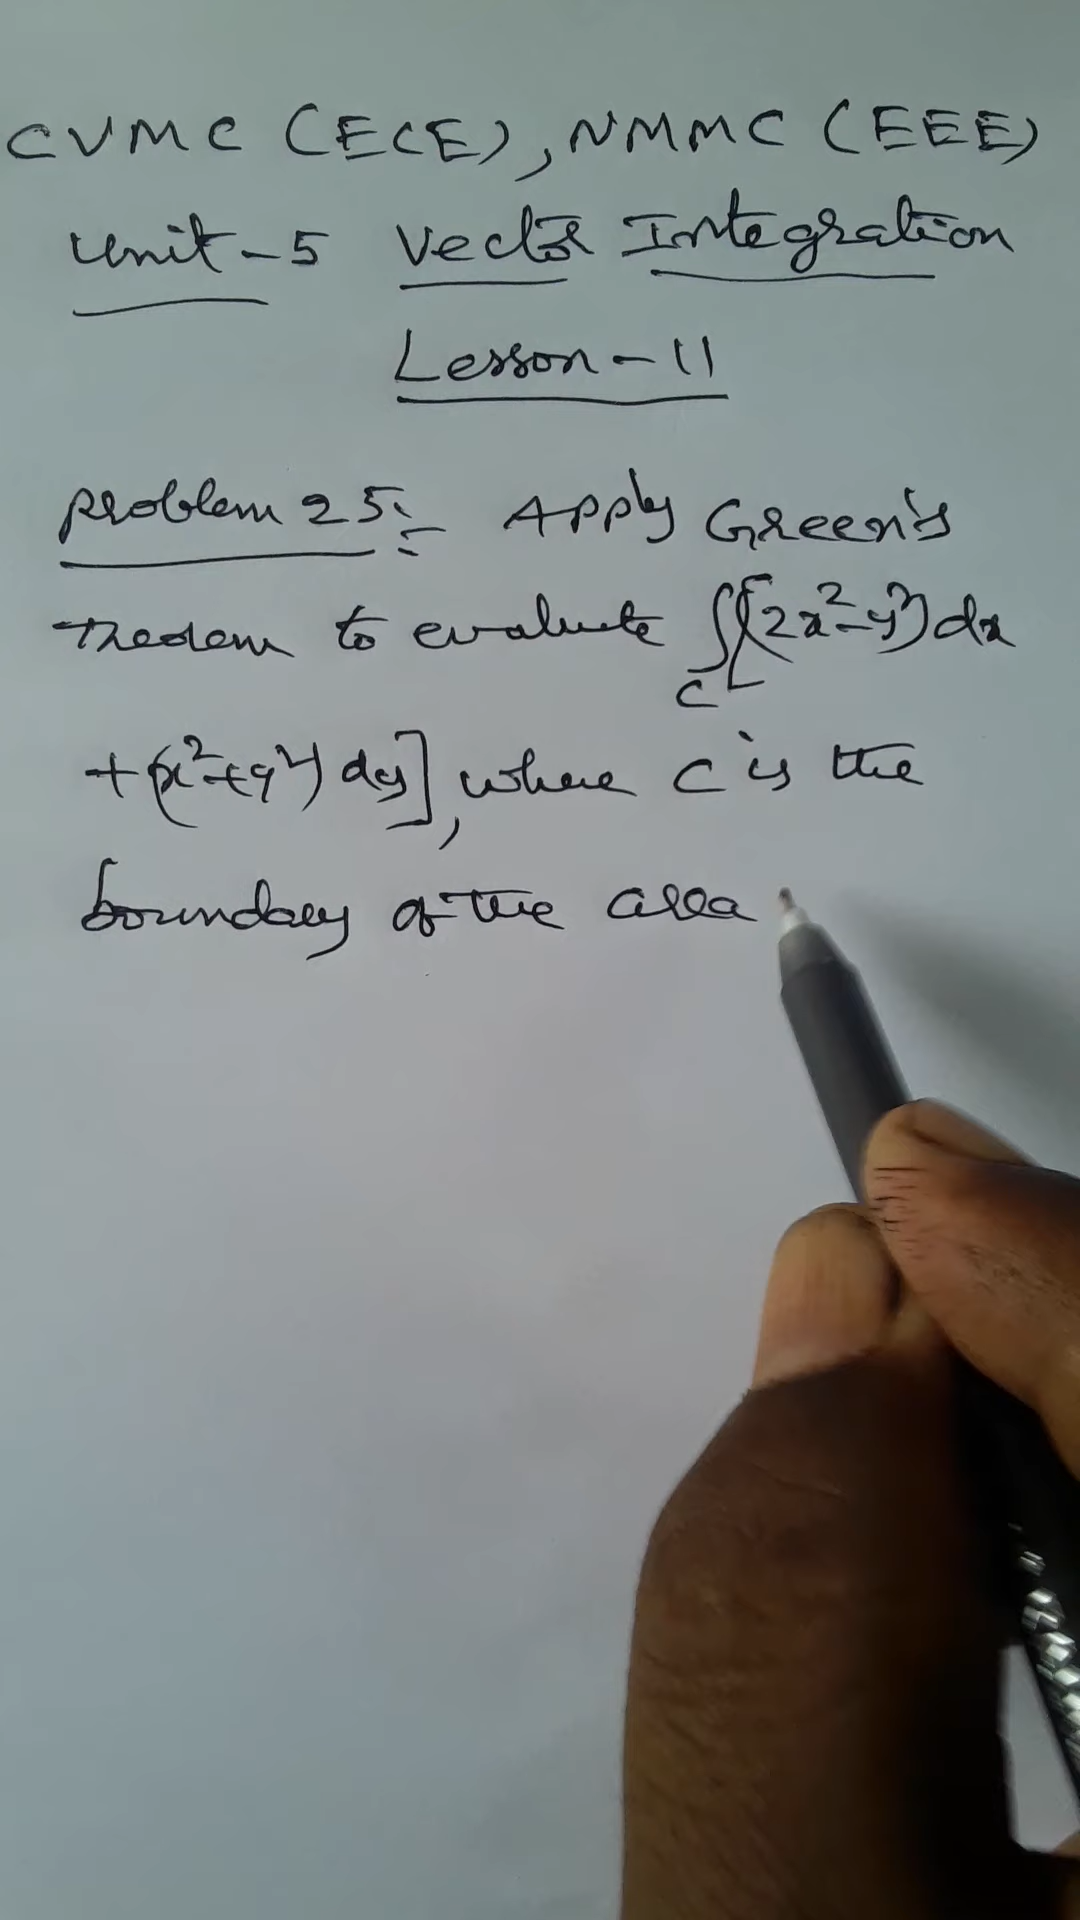 CVMC (ECE), NMMC (EEE)
Unit-5 Vector Integration
Lesson-11
Problem 25:- Apply Green's
Theorem to evaluate ∫[(2x²-y²)dx
C
+(x²+y²)dy], where C is the
boundary of the area